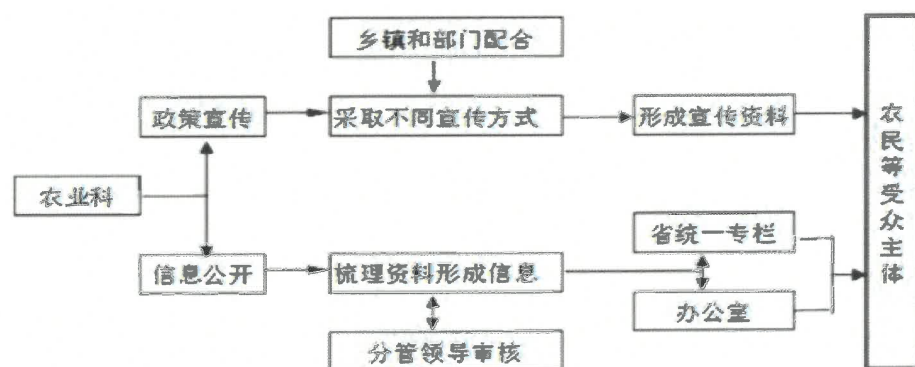 乡镇和部门配合
政策宣传
采取不同宣传方式
形成宣传资料
农业科
信息公开
梳理资料形成信息
分管领导审核
省统一专栏
办公室
农民等受众主体